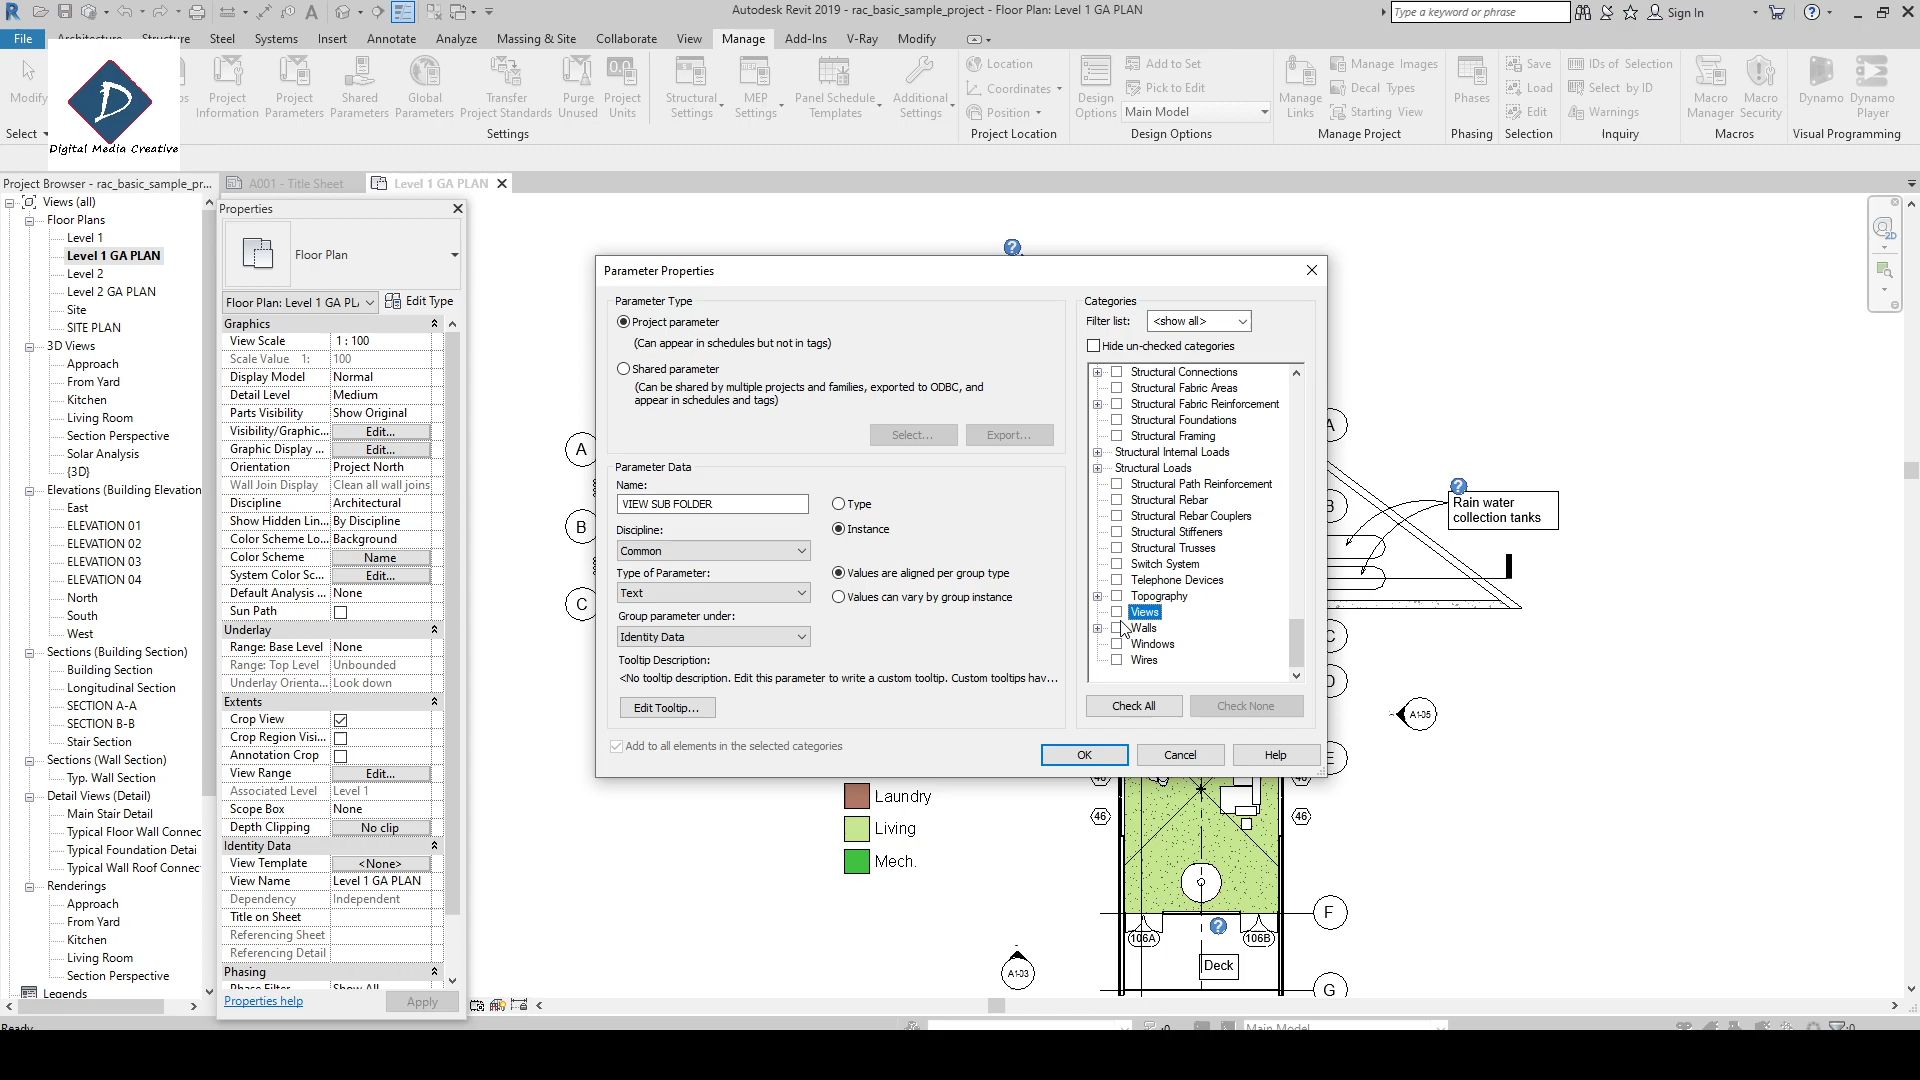 Autodesk Revit 2019 - rac_basic_sample_project - Floor Plan: Level 1 GA PLAN
Type a keyword or phrase
Sign In
File Architecture Structure Steel Systems Insert Annotate Analyze Massing & Site Collaborate View Manage Add-Ins V-Ray Modify
Modify
Project Information
Project Parameters
Shared Parameters
Global Parameters
Transfer Project Standards
Purge Unused
Project Units
Structural Settings
MEP Settings
Panel Schedule Templates
Additional Settings
Location
Coordinates
Position
Design Options
Add to Set
Pick to Edit
Main Model
Manage Links
Manage Images
Decal Types
Starting View
Phases
Save
Load
Edit
IDs of Selection
Select by ID
Warnings
Macro Manager
Macro Security
Dynamo
Dynamo Player
Select
Settings
Project Location
Design Options
Manage Project
Phasing
Selection
Inquiry
Macros
Visual Programming
D
Digital Media Creative
Project Browser - rac_basic_sample_pr...
A001 - Title Sheet
Level 1 GA PLAN
Views (all)
Floor Plans
Level 1
Level 1 GA PLAN
Level 2
Level 2 GA PLAN
Site
SITE PLAN
3D Views
Approach
From Yard
Kitchen
Living Room
Section Perspective
Solar Analysis
{3D}
Elevations (Building Elevation
East
ELEVATION 01
ELEVATION 02
ELEVATION 03
ELEVATION 04
North
South
West
Sections (Building Section)
Building Section
Longitudinal Section
SECTION A-A
SECTION B-B
Stair Section
Sections (Wall Section)
Typ. Wall Section
Detail Views (Detail)
Main Stair Detail
Typical Floor Wall Connec
Typical Foundation Detai
Typical Wall Roof Connec
Renderings
Approach
From Yard
Kitchen
Living Room
Section Perspective
Legends
Ready
Properties
Floor Plan
Floor Plan: Level 1 GA PL
Edit Type
Graphics
View Scale 1 : 100
Scale Value 1: 100
Display Model Normal
Detail Level Medium
Parts Visibility Show Original
Visibility/Graphic... Edit...
Graphic Display ... Edit...
Orientation Project North
Wall Join Display Clean all wall joins
Discipline Architectural
Show Hidden Lin... By Discipline
Color Scheme Lo... Background
Color Scheme Name
System Color Sc... Edit...
Default Analysis ... None
Sun Path
Underlay
Range: Base Level None
Range: Top Level Unbounded
Underlay Orienta... Look down
Extents
Crop View
Crop Region Visi...
Annotation Crop
View Range Edit...
Associated Level Level 1
Scope Box None
Depth Clipping No clip
Identity Data
View Template <None>
View Name Level 1 GA PLAN
Dependency Independent
Title on Sheet
Referencing Sheet
Referencing Detail
Phasing
Phase Filter Show All
Properties help
Apply
Parameter Properties
Parameter Type
Project parameter
(Can appear in schedules but not in tags)
Shared parameter
(Can be shared by multiple projects and families, exported to ODBC, and
appear in schedules and tags)
Select...
Export...
Parameter Data
Name:
VIEW SUB FOLDER
Type
Discipline:
Instance
Common
Type of Parameter:
Values are aligned per group type
Text
Values can vary by group instance
Group parameter under:
Identity Data
Tooltip Description:
<No tooltip description. Edit this parameter to write a custom tooltip. Custom tooltips hav...
Edit Tooltip...
Add to all elements in the selected categories
Categories
Filter list: <show all>
Hide un-checked categories
Structural Connections
Structural Fabric Areas
Structural Fabric Reinforcement
Structural Foundations
Structural Framing
Structural Internal Loads
Structural Loads
Structural Path Reinforcement
Structural Rebar
Structural Rebar Couplers
Structural Stiffeners
Structural Trusses
Switch System
Telephone Devices
Topography
Views
Walls
Windows
Wires
Check All
Check None
OK
Cancel
Help
A
B
C
A
B
C
D
E
F
G
Rain water
collection tanks
A1-05
Laundry
Living
Mech.
46
46
46
46
106A
106B
A1-03
Deck
Main Model
:0
:0
2D